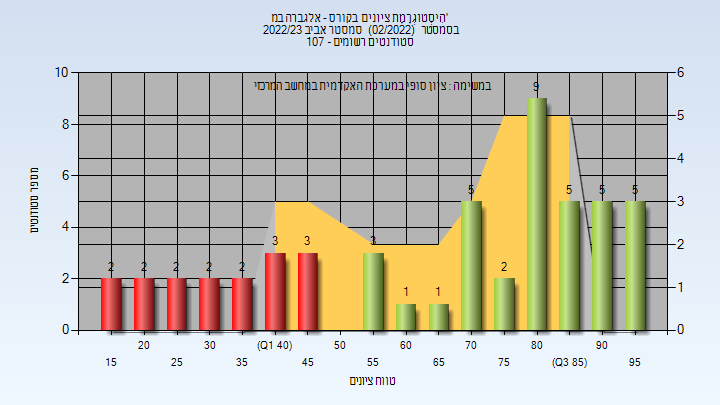 היסטוגרמת ציונים בקורס - אלגברה במ'
בסמסטר (02/2022) סמסטר אביב 2022/23
סטודנטים רשומים - 107
במשימה : ציון סופי במערכת האקדמית במחשב המרכזי
10
8
6
4
2
0
מספר סטודנטים
6
5
4
3
2
1
0
2 2 2 2 2 3 3 3 1 1 5 2 9 5 5 5
20 30 (Q1 40) 50 60 70 80 90
15 25 35 45 55 65 75 (Q3 85) 95
טווח ציונים